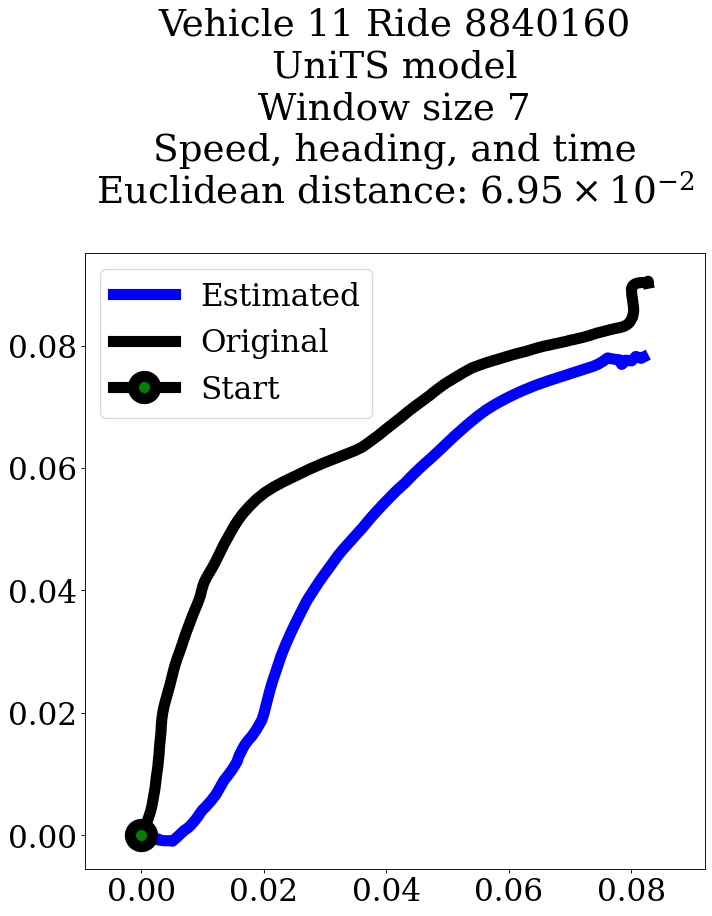 Vehicle 11 Ride 8840160
UniTS model
Window size 7
Speed, heading, and time
Euclidean distance: 6.95 × 10⁻²
Estimated
Original
Start
0.08
0.06
0.04
0.02
0.00
0.00 0.02 0.04 0.06 0.08